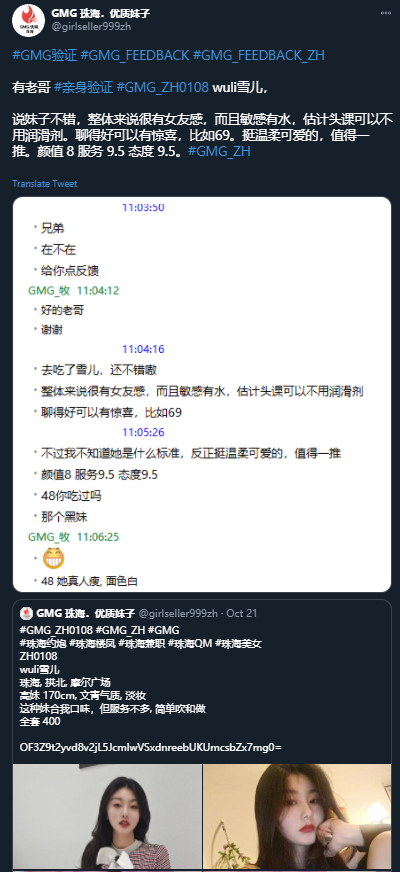 GMG 珠海。优质妹子
@girlseller999zh
#GMG验证 #GMG_FEEDBACK #GMG_FEEDBACK_ZH
有老哥 #亲身验证 #GMG_ZH0108 wuli雪儿，
说妹子不错，整体来说很有女友感，而且敏感有水，估计头课可以不
用润滑剂。聊得好可以有惊喜，比如69。挺温柔可爱的，值得一
推。颜值 8 服务 9.5 态度 9.5。#GMG_ZH
Translate Tweet
11:03:50
兄弟
在不在
给你点反馈
GMG_牧 11:04:12
好的老哥
谢谢
11:04:16
去吃了雪儿，还不错嗷
整体来说很有女友感，而且敏感有水，估计头课可以不用润滑剂
聊得好可以有惊喜，比如69
11:05:26
不过我不知道她是什么标准，反正挺温柔可爱的，值得一推
颜值8 服务9.5 态度9.5
48你吃过吗
那个黑妹
GMG_牧 11:06:25
48 她真人瘦, 面色白
GMG 珠海。优质妹子 @girlseller999zh · Oct 21
#GMG_ZH0108 #GMG_ZH #GMG
#珠海约炮 #珠海楼凤 #珠海兼职 #珠海QM #珠海美女
ZH0108
wuli雪儿
珠海, 拱北, 摩尔广场
高妹 170cm, 文青气质, 淡妆
这种妹合我口味，但服务不多, 简单吹和做
全套 400
OF3Z9t2yvd8v2jL5JcmlwVSxdnreebUKUmcsbZx7mg0=